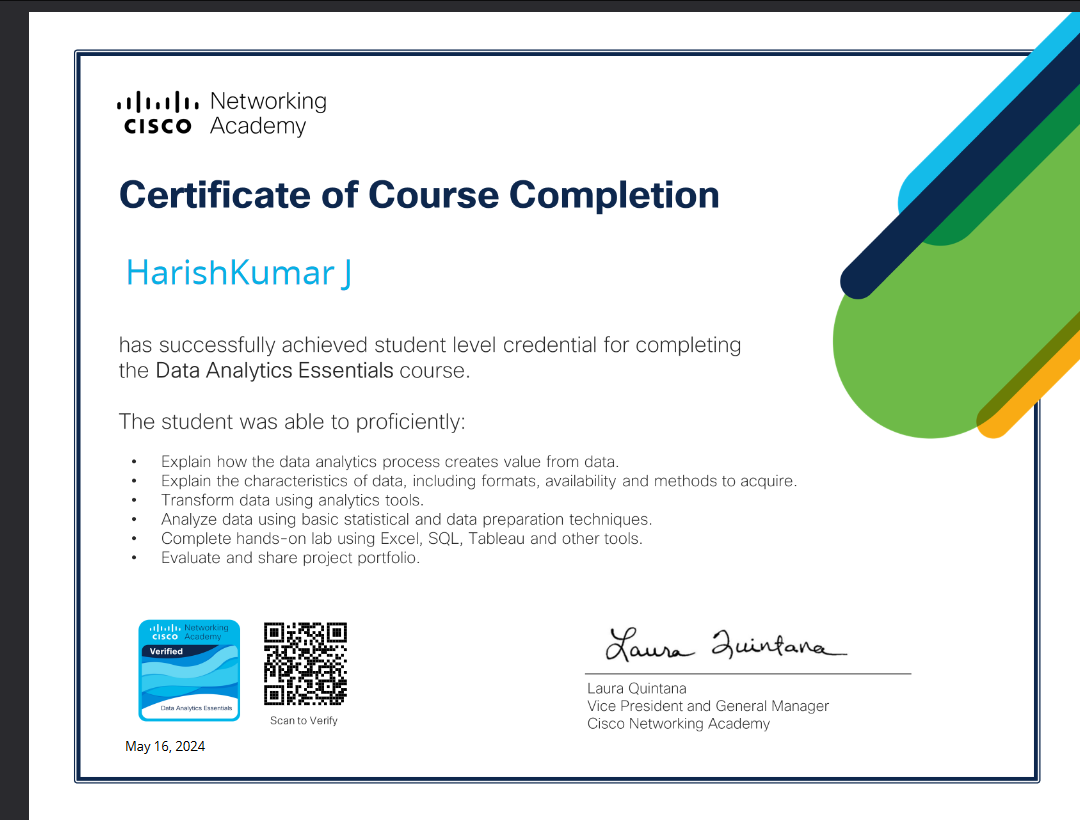 Networking
CISCO Academy
Certificate of Course Completion
HarishKumar J
has successfully achieved student level credential for completing
the Data Analytics Essentials course.
The student was able to proficiently:
• Explain how the data analytics process creates value from data.
• Explain the characteristics of data, including formats, availability and methods to acquire.
• Transform data using analytics tools.
• Analyze data using basic statistical and data preparation techniques.
• Complete hands-on lab using Excel, SQL, Tableau and other tools.
• Evaluate and share project portfolio.
Networking
CISCO Academy
Verified
Data Analytics Essentials
Scan to Verify
May 16, 2024
Laura Quintana
Laura Quintana
Vice President and General Manager
Cisco Networking Academy